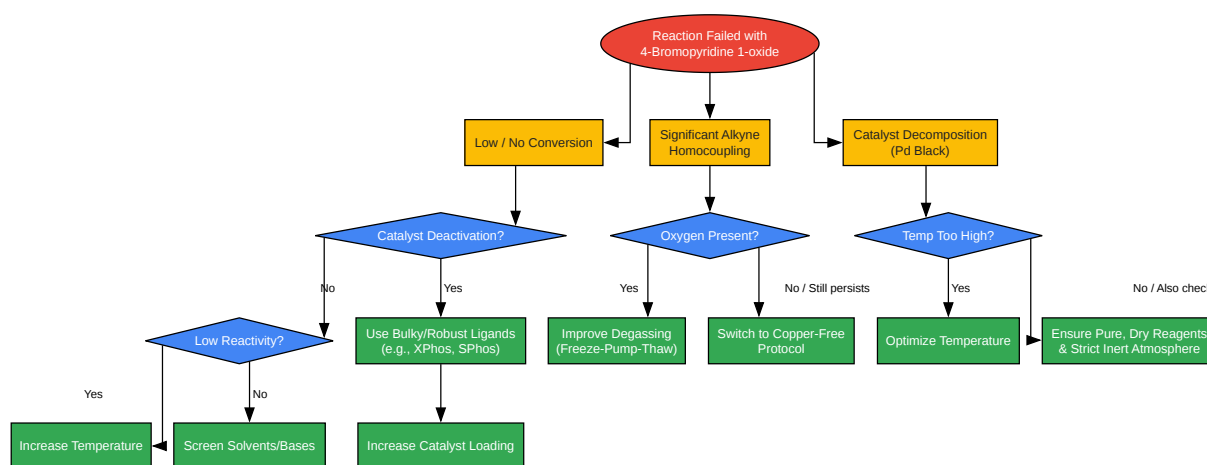 Reaction Failed with
4-Bromopyridine 1-oxide
Low / No Conversion
Significant Alkyne
Homocoupling
Catalyst Decomposition
(Pd Black)
Catalyst Deactivation?
Oxygen Present?
Temp Too High?
No
Yes
Yes
No / Still persists
Yes
No / Also check
Low Reactivity?
Use Bulky/Robust Ligands
(e.g., XPhos, SPhos)
Improve Degassing
(Freeze-Pump-Thaw)
Switch to Copper-Free
Protocol
Optimize Temperature
Ensure Pure, Dry Reagents
& Strict Inert Atmosphere
Yes
No
Increase Temperature
Screen Solvents/Bases
Increase Catalyst Loading